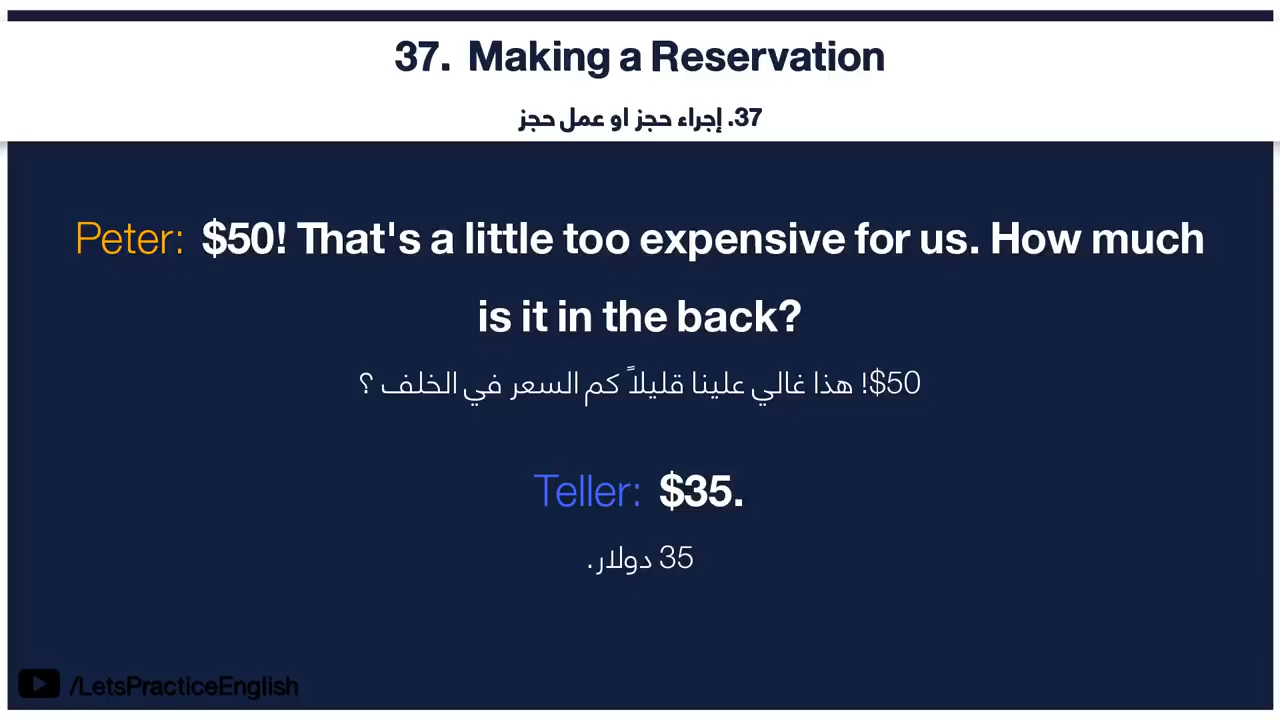 37. Making a Reservation
37. إجراء حجز او عمل حجز
Peter: $50! That's a little too expensive for us. How much
is it in the back?
50$! هذا غالي علينا قليلاً كم السعر في الخلف ؟
Teller: $35.
35 دولار.
/LetsPracticeEnglish